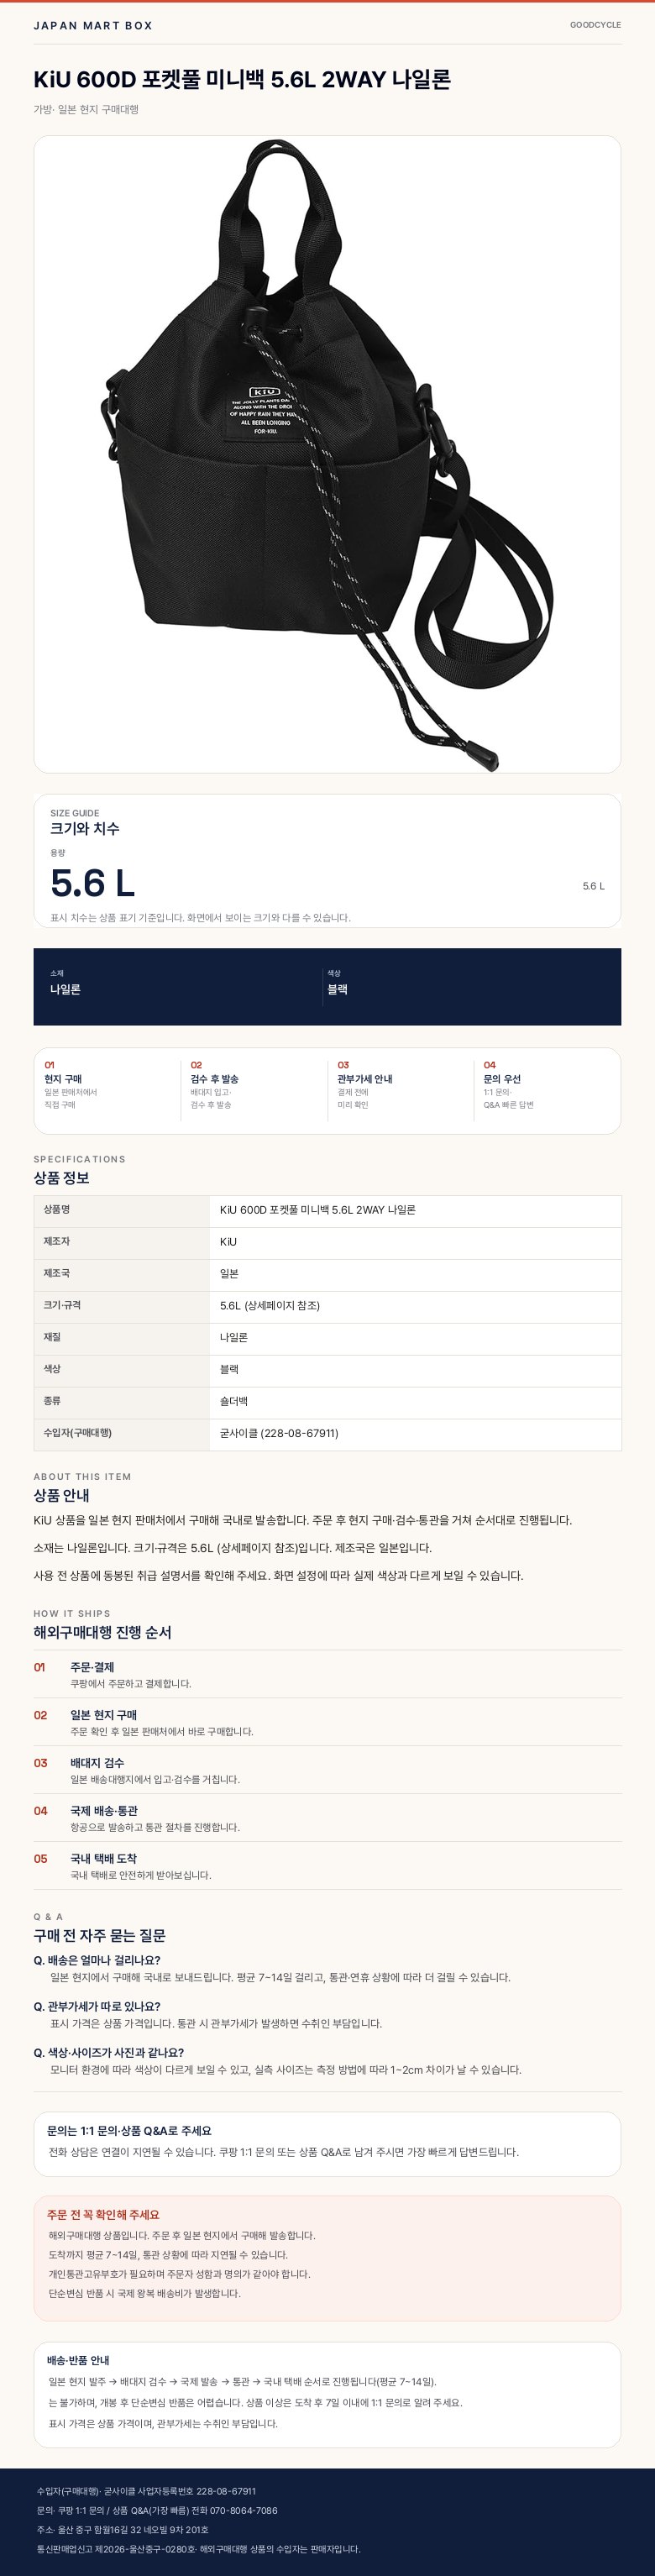 JAPAN MART BOX
GOODCYCLE
KiU 600D 포켓풀 미니백 5.6L 2WAY 나일론
가방· 일본 현지 구매대행
KiU
THE JOLLY PLANTS DA
ALONG WITH THE DROP
OF HAPPY RAIN THEY HA
ALL BEEN LONGING
FOR-KIU.
SIZE GUIDE
크기와 치수
용량
5.6 L
5.6 L
표시 치수는 상품 표기 기준입니다. 화면에서 보이는 크기와 다를 수 있습니다.
소재
나일론
색상
블랙
01
현지 구매
일본 판매처에서
직접 구매
02
검수 후 발송
배대지 입고·
검수 후 발송
03
관부가세 안내
결제 전에
미리 확인
04
문의 우선
1:1 문의·
Q&A 빠른 답변
SPECIFICATIONS
상품 정보
상품명 KiU 600D 포켓풀 미니백 5.6L 2WAY 나일론
제조자 KiU
제조국 일본
크기·규격 5.6L (상세페이지 참조)
재질 나일론
색상 블랙
종류 숄더백
수입자(구매대행) 굳사이클 (228-08-67911)
ABOUT THIS ITEM
상품 안내
KiU 상품을 일본 현지 판매처에서 구매해 국내로 발송합니다. 주문 후 현지 구매·검수·통관을 거쳐 순서대로 진행됩니다.
소재는 나일론입니다. 크기·규격은 5.6L (상세페이지 참조)입니다. 제조국은 일본입니다.
사용 전 상품에 동봉된 취급 설명서를 확인해 주세요. 화면 설정에 따라 실제 색상과 다르게 보일 수 있습니다.
HOW IT SHIPS
해외구매대행 진행 순서
01 주문·결제
쿠팡에서 주문하고 결제합니다.
02 일본 현지 구매
주문 확인 후 일본 판매처에서 바로 구매합니다.
03 배대지 검수
일본 배송대행지에서 입고·검수를 거칩니다.
04 국제 배송·통관
항공으로 발송하고 통관 절차를 진행합니다.
05 국내 택배 도착
국내 택배로 안전하게 받아보십니다.
Q & A
구매 전 자주 묻는 질문
Q. 배송은 얼마나 걸리나요?
일본 현지에서 구매해 국내로 보내드립니다. 평균 7~14일 걸리고, 통관·연휴 상황에 따라 더 걸릴 수 있습니다.
Q. 관부가세가 따로 있나요?
표시 가격은 상품 가격입니다. 통관 시 관부가세가 발생하면 수취인 부담입니다.
Q. 색상·사이즈가 사진과 같나요?
모니터 환경에 따라 색상이 다르게 보일 수 있고, 실측 사이즈는 측정 방법에 따라 1~2cm 차이가 날 수 있습니다.
문의는 1:1 문의·상품 Q&A로 주세요
전화 상담은 연결이 지연될 수 있습니다. 쿠팡 1:1 문의 또는 상품 Q&A로 남겨 주시면 가장 빠르게 답변드립니다.
주문 전 꼭 확인해 주세요
해외구매대행 상품입니다. 주문 후 일본 현지에서 구매해 발송합니다.
도착까지 평균 7~14일, 통관 상황에 따라 지연될 수 있습니다.
개인통관고유부호가 필요하며 주문자 성함과 명의가 같아야 합니다.
단순변심 반품 시 국제 왕복 배송비가 발생합니다.
배송·반품 안내
일본 현지 발주 → 배대지 검수 → 국제 발송 → 통관 → 국내 택배 순서로 진행됩니다(평균 7~14일).
는 불가하며, 개봉 후 단순변심 반품은 어렵습니다. 상품 이상은 도착 후 7일 이내에 1:1 문의로 알려 주세요.
표시 가격은 상품 가격이며, 관부가세는 수취인 부담입니다.
수입자(구매대행)· 굳사이클 사업자등록번호 228-08-67911
문의· 쿠팡 1:1 문의 / 상품 Q&A(가장 빠름) 전화 070-8064-7086
주소· 울산 중구 함월16길 32 네오빌 9차 201호
통신판매업신고 제2026-울산중구-0280호· 해외구매대행 상품의 수입자는 판매자입니다.